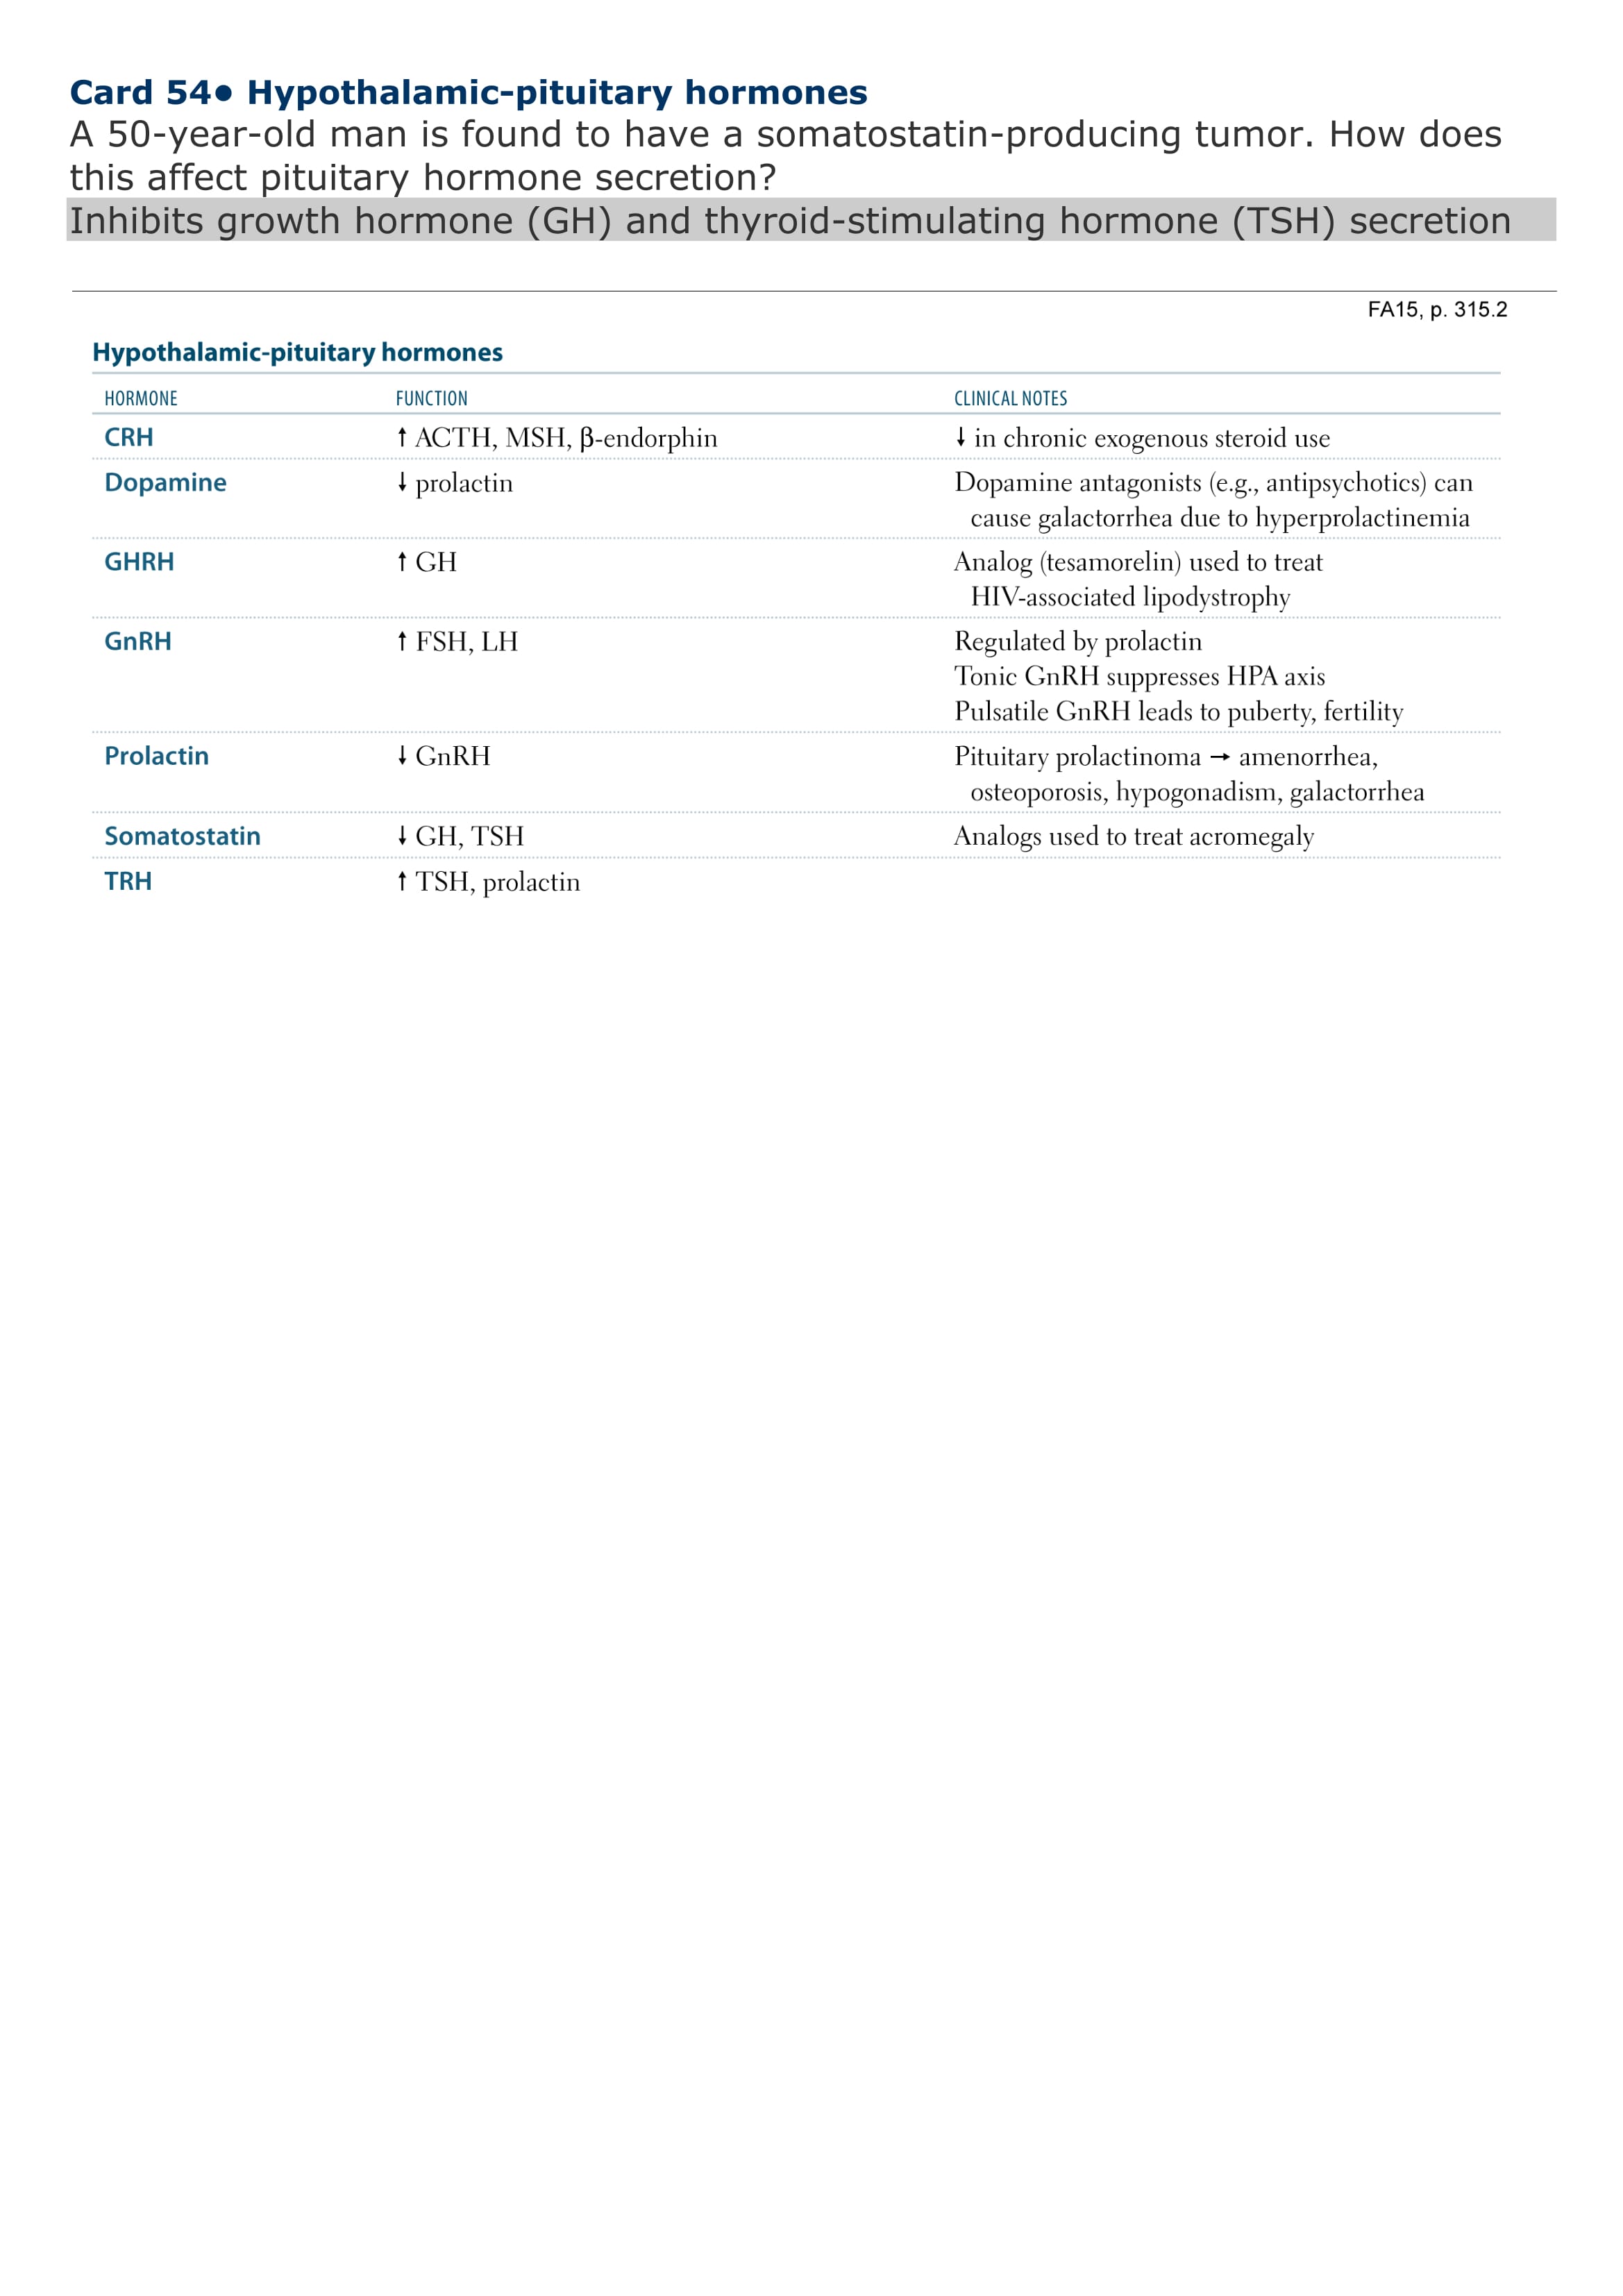 Card 54● Hypothalamic-pituitary hormones
A 50-year-old man is found to have a somatostatin-producing tumor. How does
this affect pituitary hormone secretion?
Inhibits growth hormone (GH) and thyroid-stimulating hormone (TSH) secretion
FA15, p. 315.2
Hypothalamic-pituitary hormones
HORMONE FUNCTION CLINICAL NOTES
CRH ↑ ACTH, MSH, β-endorphin ↓ in chronic exogenous steroid use
Dopamine ↓ prolactin Dopamine antagonists (e.g., antipsychotics) can
cause galactorrhea due to hyperprolactinemia
GHRH ↑ GH Analog (tesamorelin) used to treat
HIV-associated lipodystrophy
GnRH ↑ FSH, LH Regulated by prolactin
Tonic GnRH suppresses HPA axis
Pulsatile GnRH leads to puberty, fertility
Prolactin ↓ GnRH Pituitary prolactinoma → amenorrhea,
osteoporosis, hypogonadism, galactorrhea
Somatostatin ↓ GH, TSH Analogs used to treat acromegaly
TRH ↑ TSH, prolactin